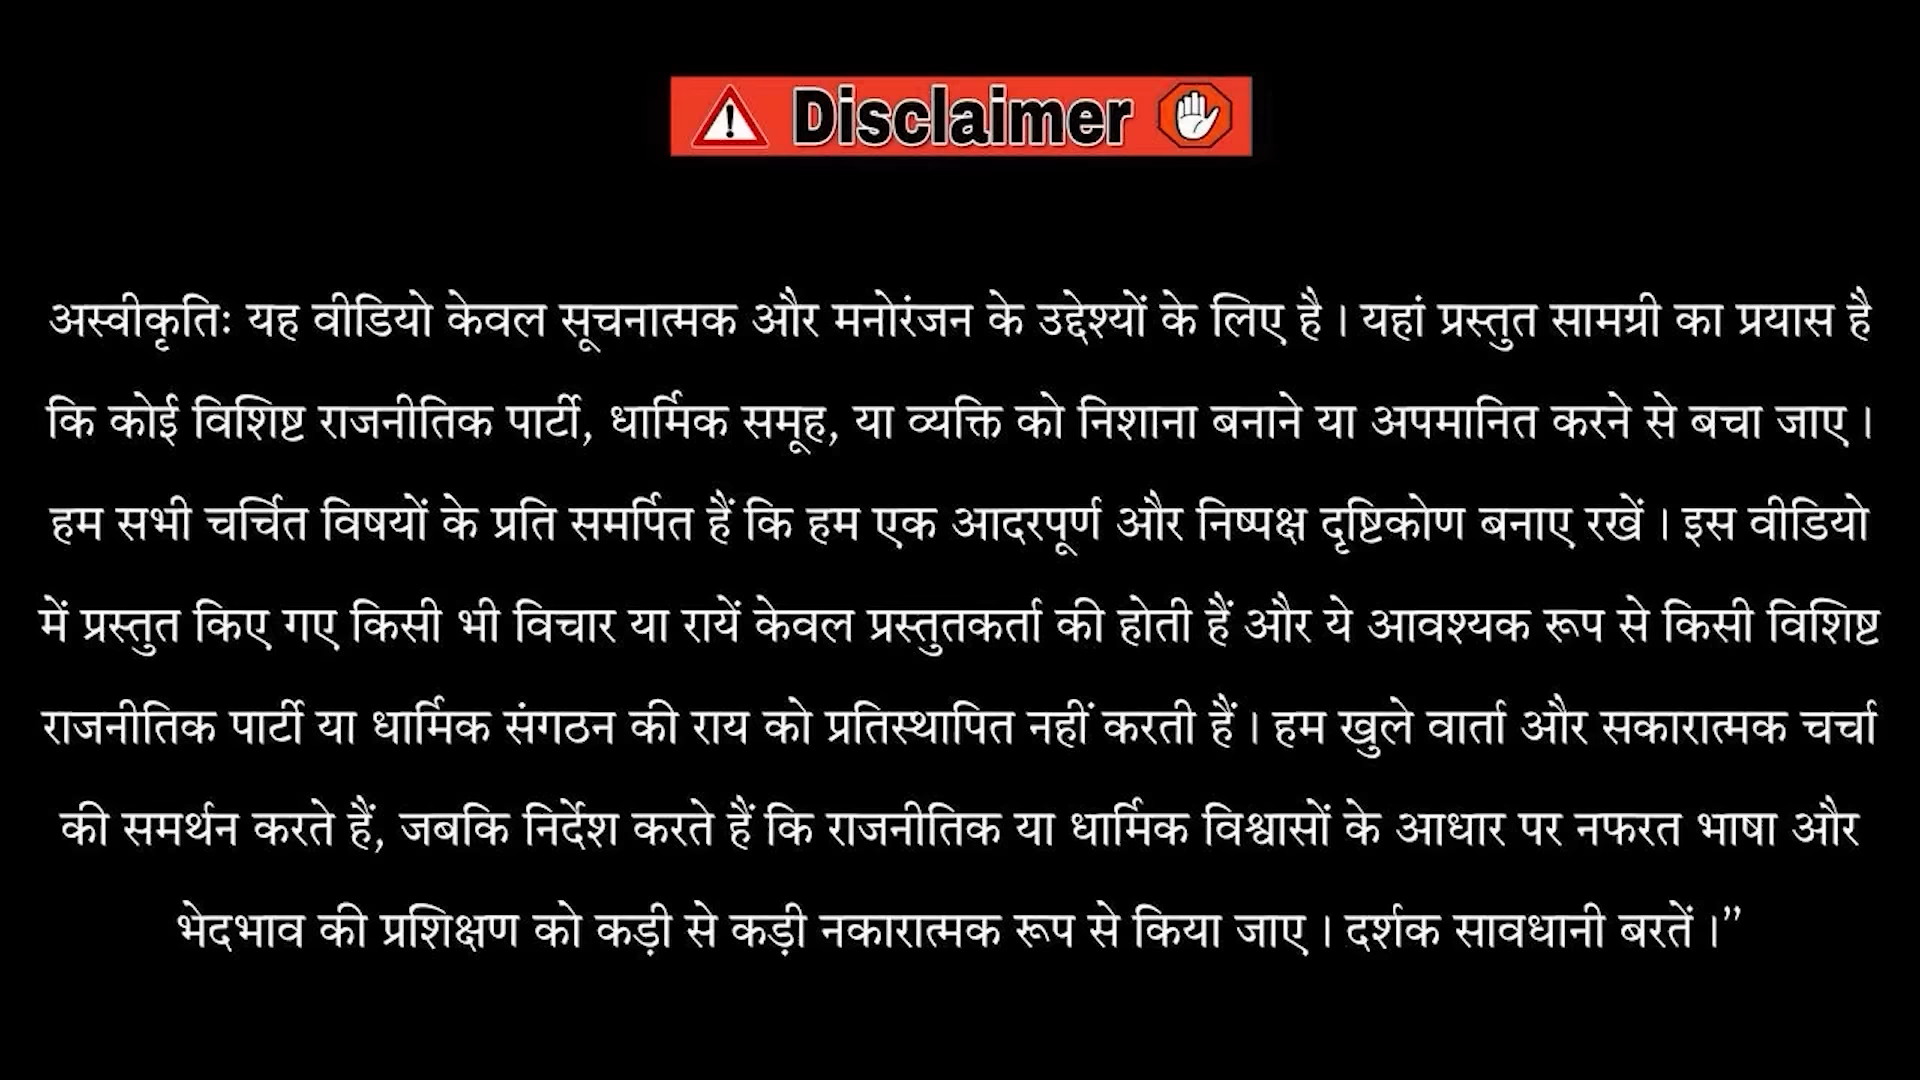 Disclaimer
अस्वीकृतिः यह वीडियो केवल सूचनात्मक और मनोरंजन के उद्देश्यों के लिए है । यहां प्रस्तुत सामग्री का प्रयास है
कि कोई विशिष्ट राजनीतिक पार्टी, धार्मिक समूह, या व्यक्ति को निशाना बनाने या अपमानित करने से बचा जाए ।
हम सभी चर्चित विषयों के प्रति समर्पित हैं कि हम एक आदरपूर्ण और निष्पक्ष दृष्टिकोण बनाए रखें । इस वीडियो
में प्रस्तुत किए गए किसी भी विचार या रायें केवल प्रस्तुतकर्ता की होती हैं और ये आवश्यक रूप से किसी विशिष्ट
राजनीतिक पार्टी या धार्मिक संगठन की राय को प्रतिस्थापित नहीं करती हैं । हम खुले वार्ता और सकारात्मक चर्चा
की समर्थन करते हैं, जबकि निर्देश करते हैं कि राजनीतिक या धार्मिक विश्वासों के आधार पर नफरत भाषा और
भेदभाव की प्रशिक्षण को कड़ी से कड़ी नकारात्मक रूप से किया जाए । दर्शक सावधानी बरतें ।”